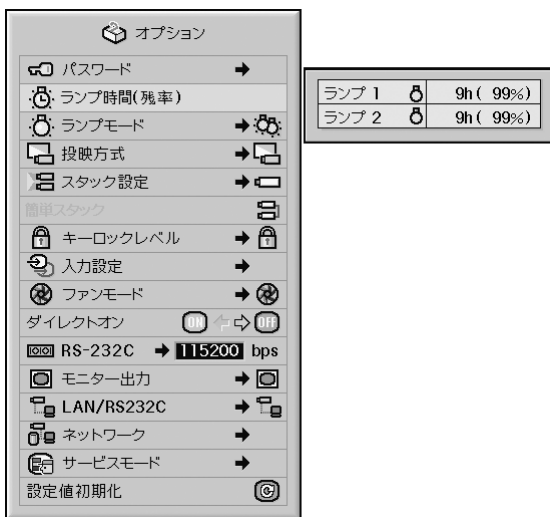 オプション
パスワード
ランプ時間(残率)
ランプモード
投映方式
スタック設定
簡単スタック
キーロックレベル
入力設定
ファンモード
ダイレクトオン ON OFF
RS-232C 115200 bps
モニター出力
LAN/RS232C
ネットワーク
サービスモード
設定値初期化
ランプ 1 9h( 99%)
ランプ 2 9h( 99%)